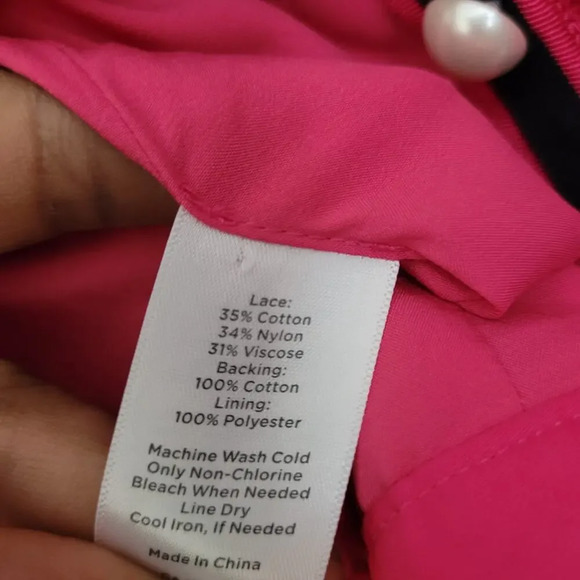 Lace:
35% Cotton
34% Nylon
31% Viscose
Backing:
100% Cotton
Lining:
100% Polyester
Machine Wash Cold
Only Non-Chlorine
Bleach When Needed
Line Dry
Cool Iron, If Needed
Made In China